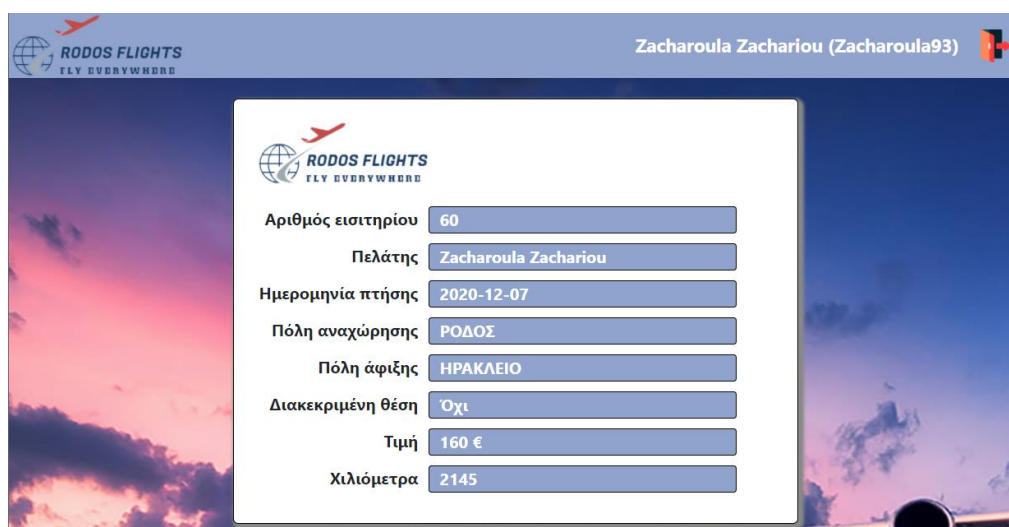 RODOS FLIGHTS
FLY EVERYWHERE
Zacharoula Zachariou (Zacharoula93)
RODOS FLIGHTS
FLY EVERYWHERE
Αριθμός εισιτηρίου 60
Πελάτης Zacharoula Zachariou
Ημερομηνία πτήσης 2020-12-07
Πόλη αναχώρησης ΡΟΔΟΣ
Πόλη άφιξης ΗΡΑΚΛΕΙΟ
Διακεκριμένη θέση Όχι
Τιμή 160 €
Χιλιόμετρα 2145